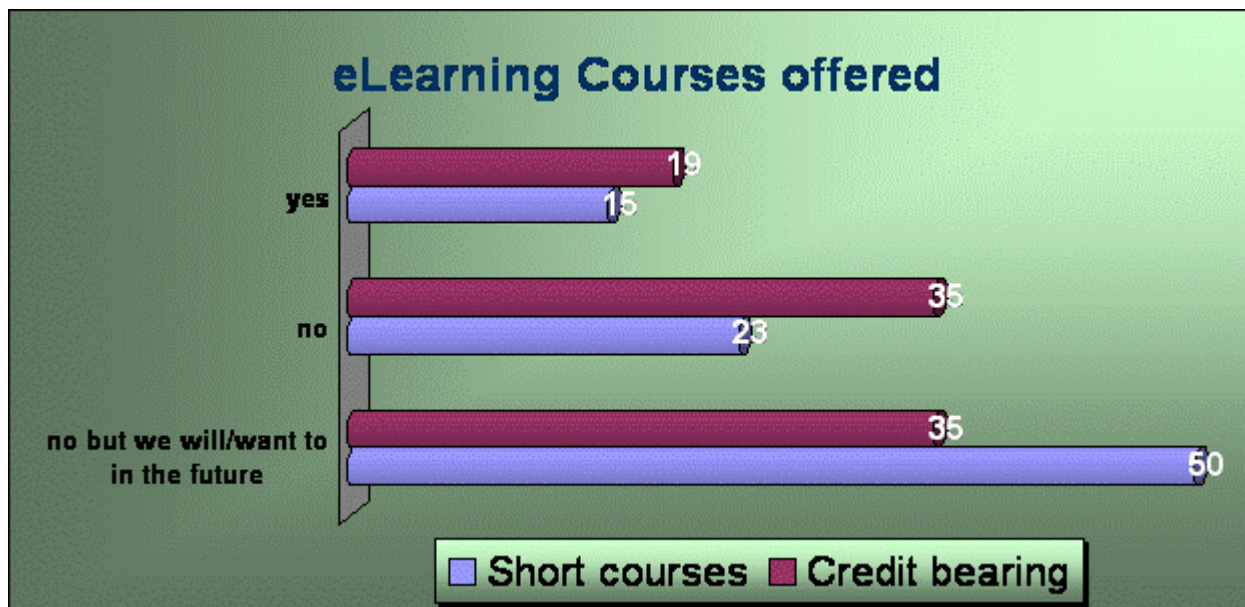 eLearning Courses offered
19
yes
15
35
no
23
35
no but we will/want to
in the future
50
Short courses Credit bearing